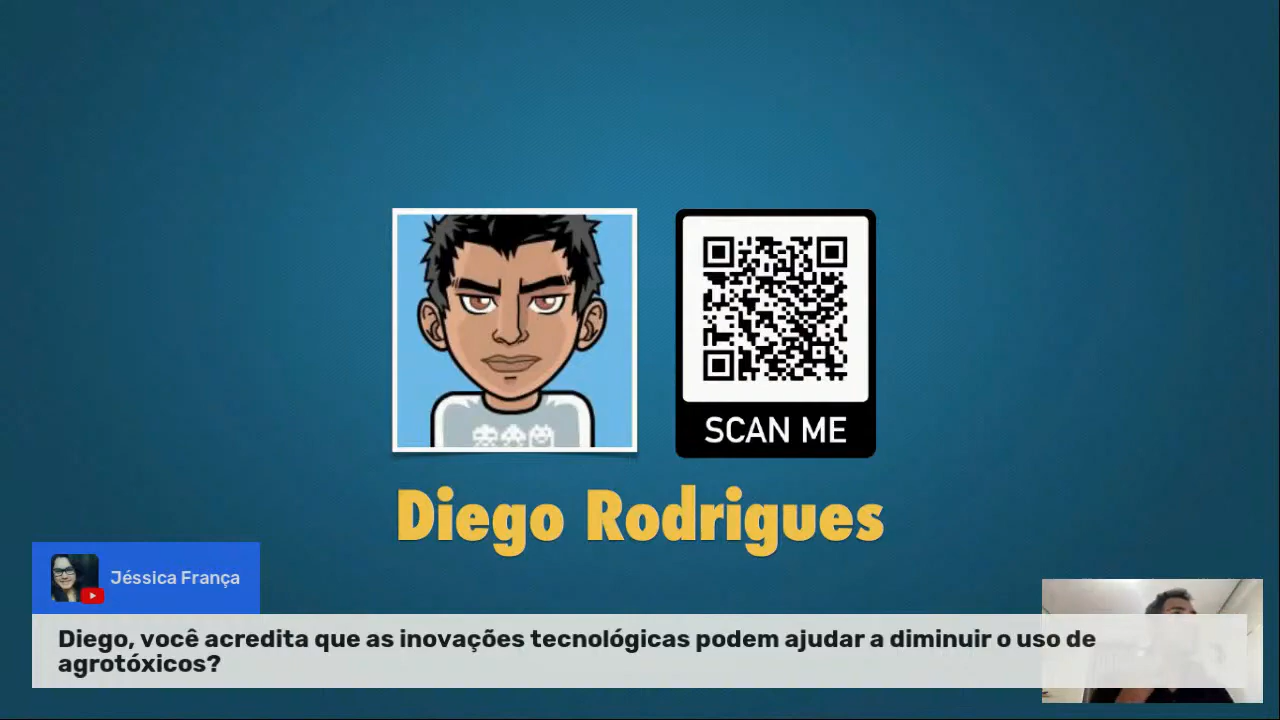 SCAN ME
Diego Rodrigues
Jéssica França
Diego, você acredita que as inovações tecnológicas podem ajudar a diminuir o uso de
agrotóxicos?